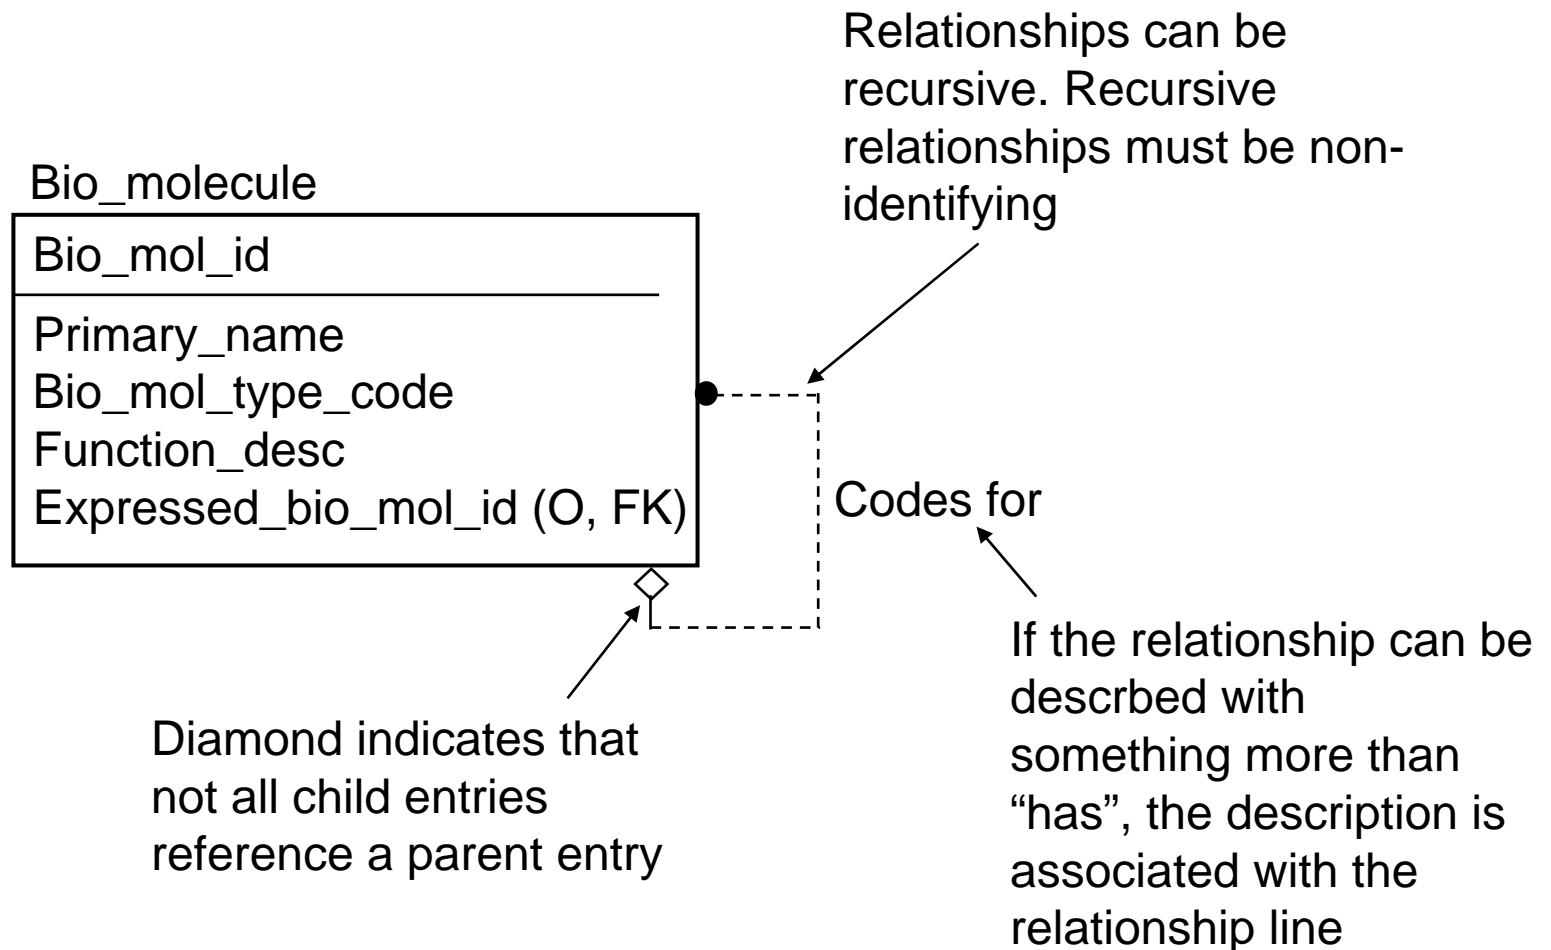 Relationships can be
recursive. Recursive
relationships must be non-
identifying
Bio_molecule
Bio_mol_id
Primary_name
Bio_mol_type_code
Function_desc
Expressed_bio_mol_id (O, FK)
Codes for
Diamond indicates that
not all child entries
reference a parent entry
If the relationship can be
descrbed with
something more than
“has”, the description is
associated with the
relationship line